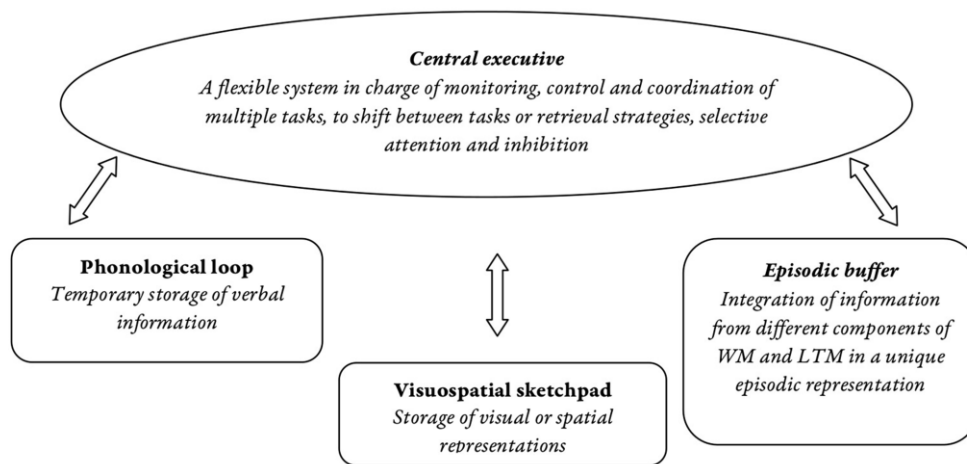 Central executive
A flexible system in charge of monitoring, control and coordination of
multiple tasks, to shift between tasks or retrieval strategies, selective
attention and inhibition
Phonological loop
Temporary storage of verbal
information
Visuospatial sketchpad
Storage of visual or spatial
representations
Episodic buffer
Integration of information
from different components of
WM and LTM in a unique
episodic representation